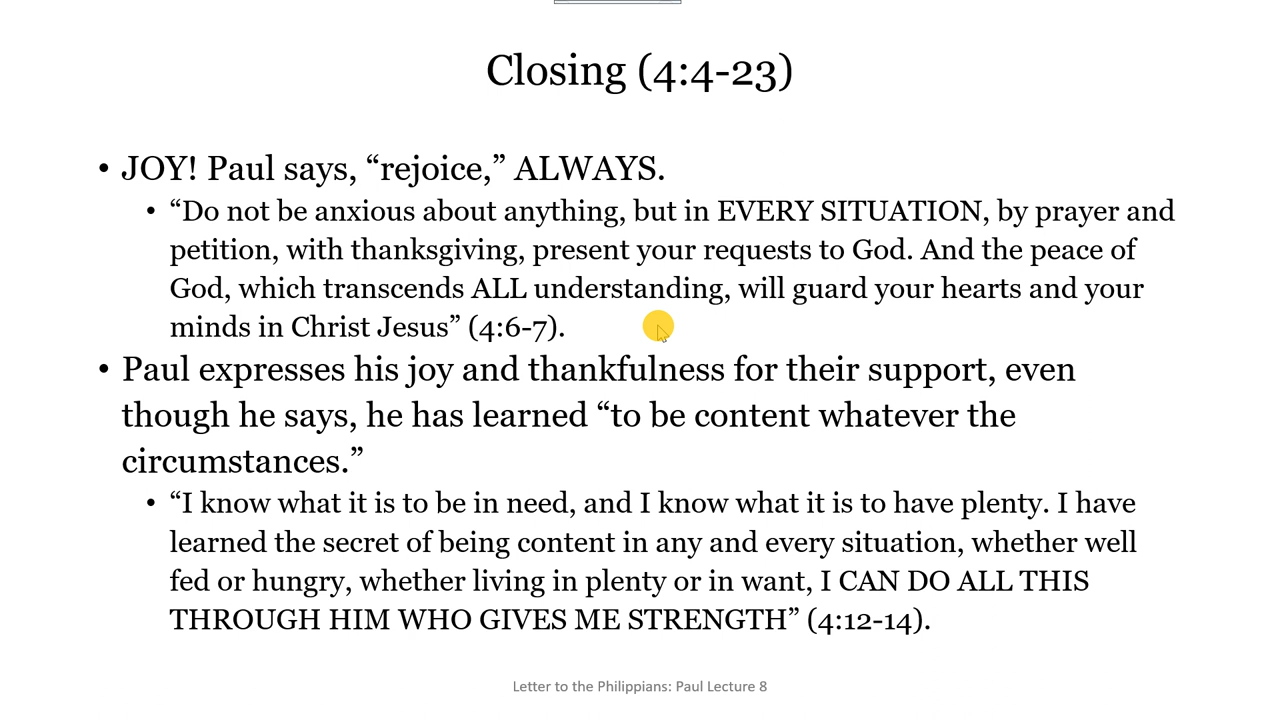 Closing (4:4-23)
• JOY! Paul says, “rejoice,” ALWAYS.
• “Do not be anxious about anything, but in EVERY SITUATION, by prayer and
petition, with thanksgiving, present your requests to God. And the peace of
God, which transcends ALL understanding, will guard your hearts and your
minds in Christ Jesus” (4:6-7).
• Paul expresses his joy and thankfulness for their support, even
though he says, he has learned “to be content whatever the
circumstances.”
• “I know what it is to be in need, and I know what it is to have plenty. I have
learned the secret of being content in any and every situation, whether well
fed or hungry, whether living in plenty or in want, I CAN DO ALL THIS
THROUGH HIM WHO GIVES ME STRENGTH” (4:12-14).
Letter to the Philippians: Paul Lecture 8